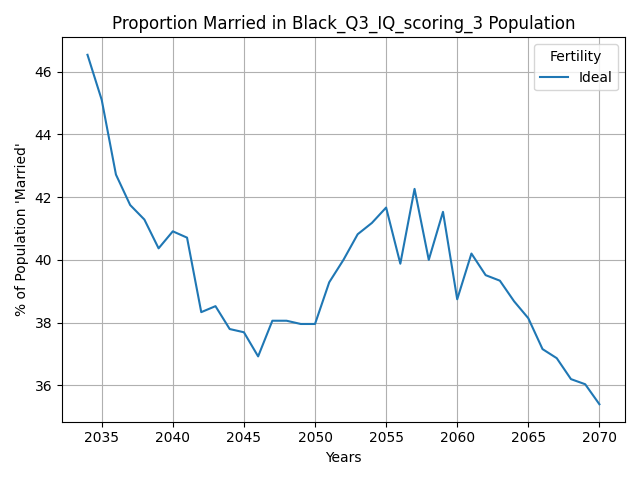 Proportion Married in Black_Q3_IQ_scoring_3 Population
Fertility
Ideal
% of Population 'Married'
46
44
42
40
38
36
2035
2040
2045
2050
2055
2060
2065
2070
Years